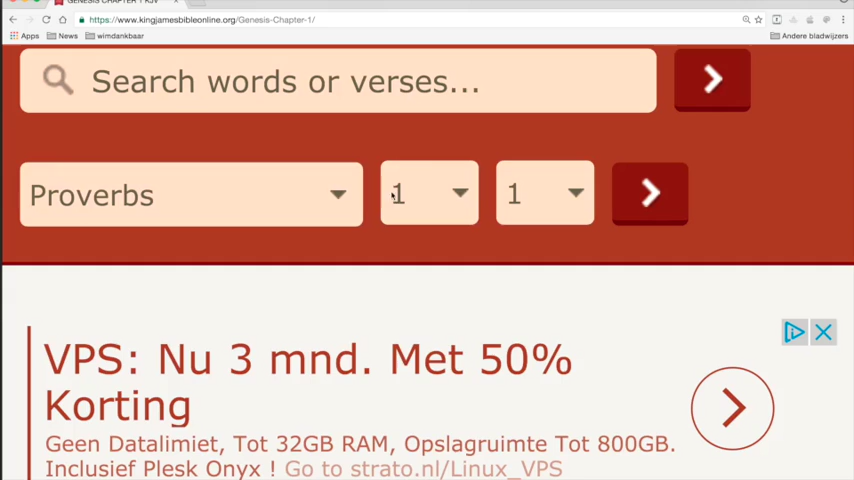 GENESIS CHAPTER 1 KJV
https://www.kingjamesbibleonline.org/Genesis-Chapter-1/
Apps News wimdankbaar Andere bladwijzers
Search words or verses...
Proverbs 1 1
VPS: Nu 3 mnd. Met 50%
Korting
Geen Datalimiet, Tot 32GB RAM, Opslagruimte Tot 800GB.
Inclusief Plesk Onyx ! Go to strato.nl/Linux_VPS